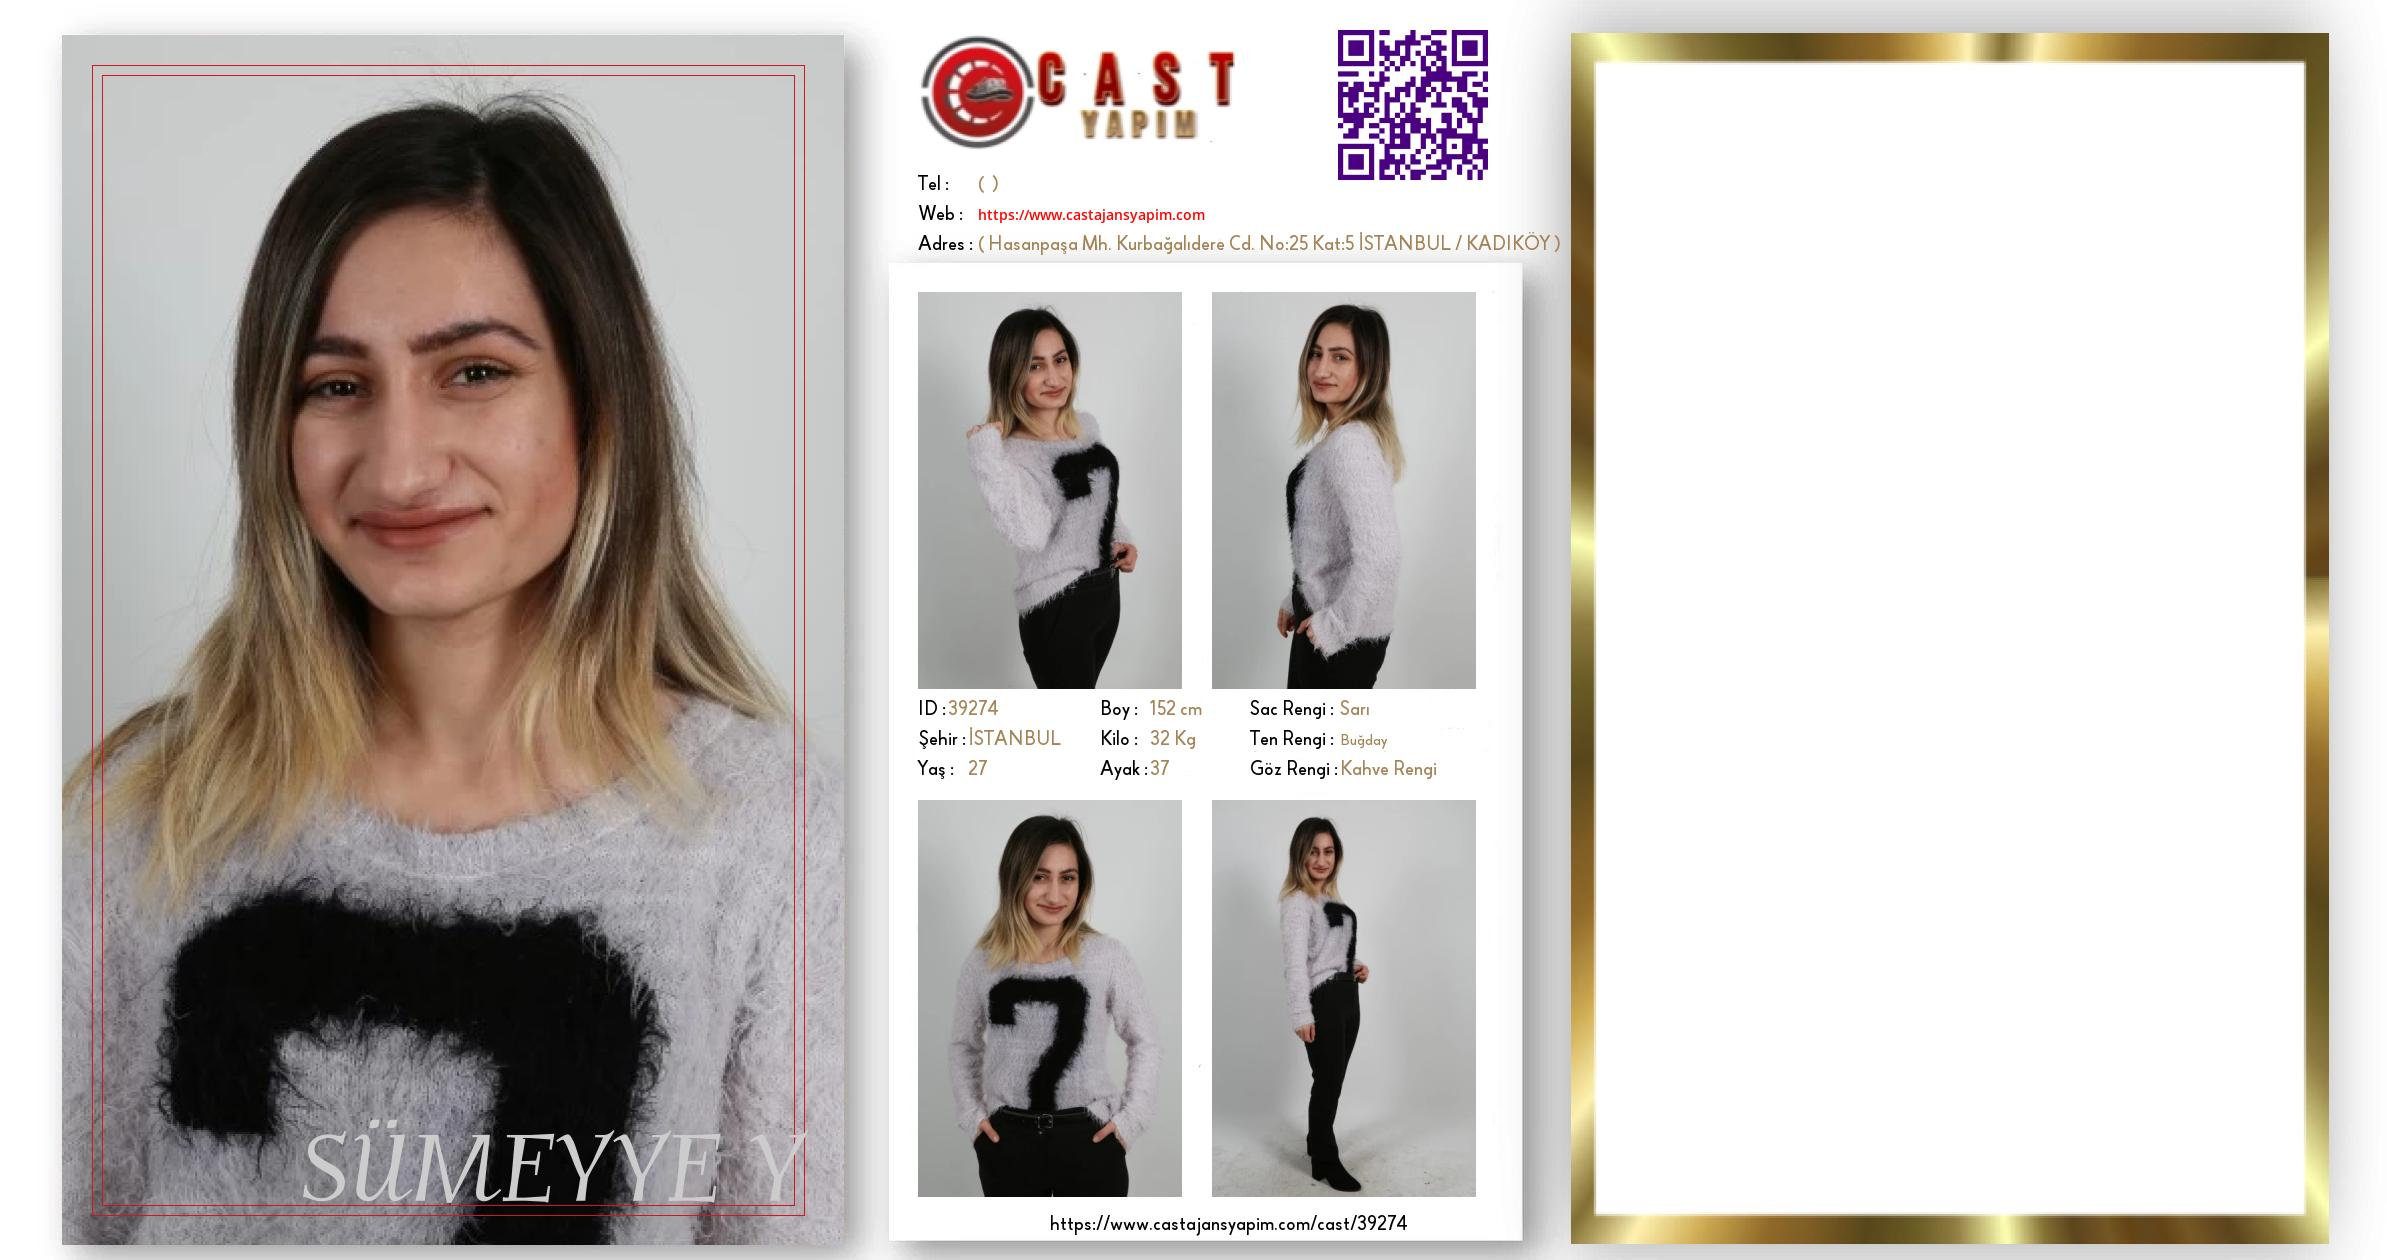 SÜMEYYE Y
CAST
YAPIM
Tel : ( )
Web : https://www.castajansyapim.com
Adres : ( Hasanpaşa Mh. Kurbağalıdere Cd. No:25 Kat:5 İSTANBUL / KADIKÖY )
ID : 39274 Boy : 152 cm Sac Rengi : Sarı
Şehir : İSTANBUL Kilo : 32 Kg Ten Rengi : Buğday
Yaş : 27 Ayak : 37 Göz Rengi : Kahve Rengi
https://www.castajansyapim.com/cast/39274